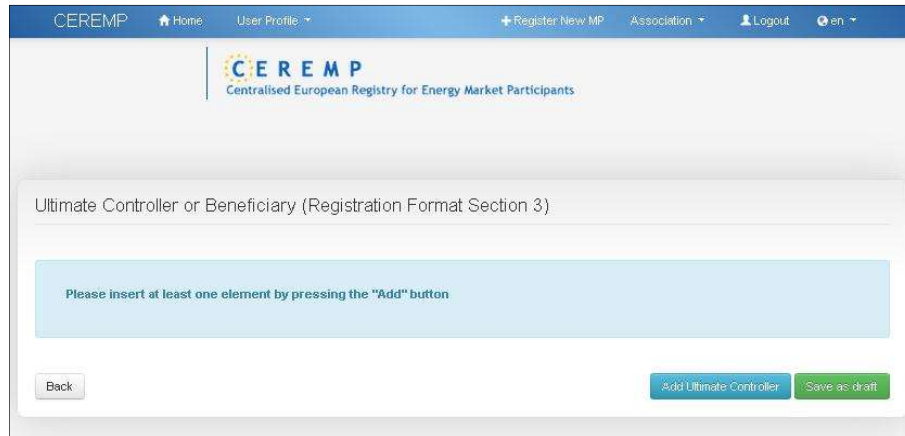 CEREMP Home User Profile Register New MP Association Logout en
CEREMP
Centralised European Registry for Energy Market Participants
Ultimate Controller or Beneficiary (Registration Format Section 3)
Please insert at least one element by pressing the "Add" button
Back Add Ultimate Controller Save as draft